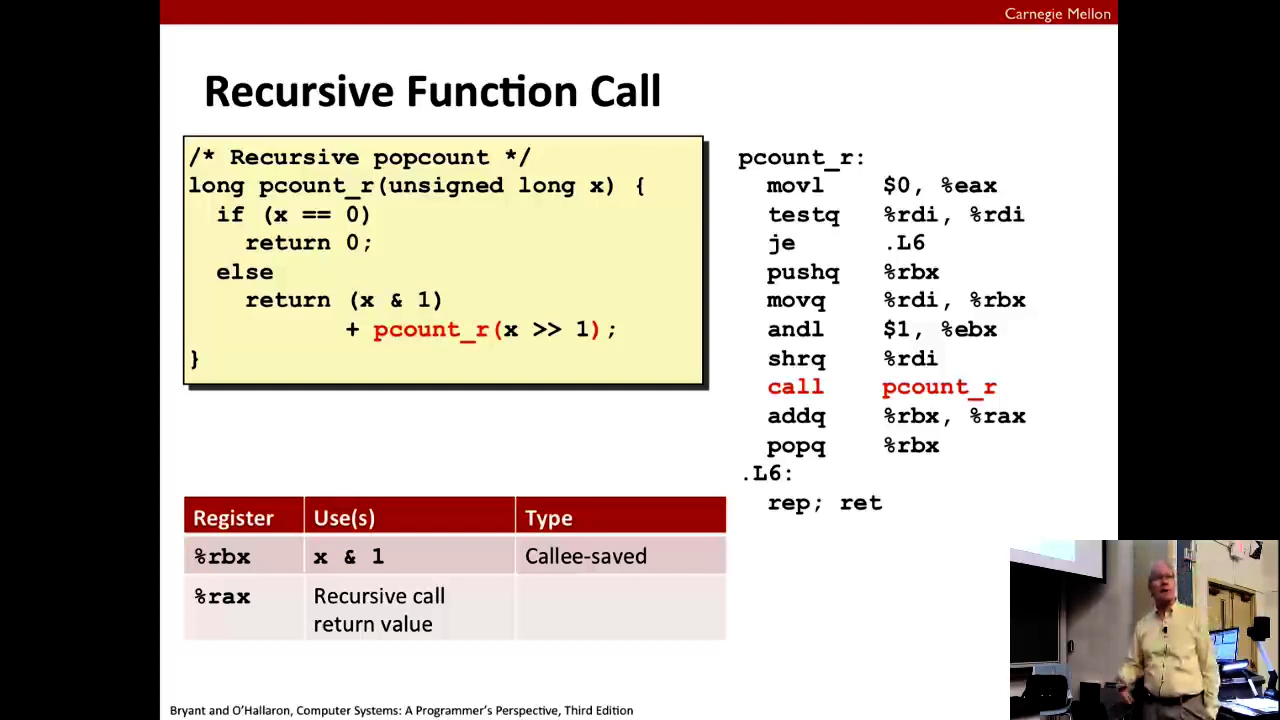 Carnegie Mellon
Recursive Function Call
/* Recursive popcount */
long pcount_r(unsigned long x) {
if (x == 0)
return 0;
else
return (x & 1)
+ pcount_r(x >> 1);
}
pcount_r:
movl $0, %eax
testq %rdi, %rdi
je .L6
pushq %rbx
movq %rdi, %rbx
andl $1, %ebx
shrq %rdi
call pcount_r
addq %rbx, %rax
popq %rbx
.L6:
rep; ret
Register Use(s) Type
%rbx x & 1 Callee-saved
%rax Recursive call
return value
Bryant and O'Hallaron, Computer Systems: A Programmer's Perspective, Third Edition